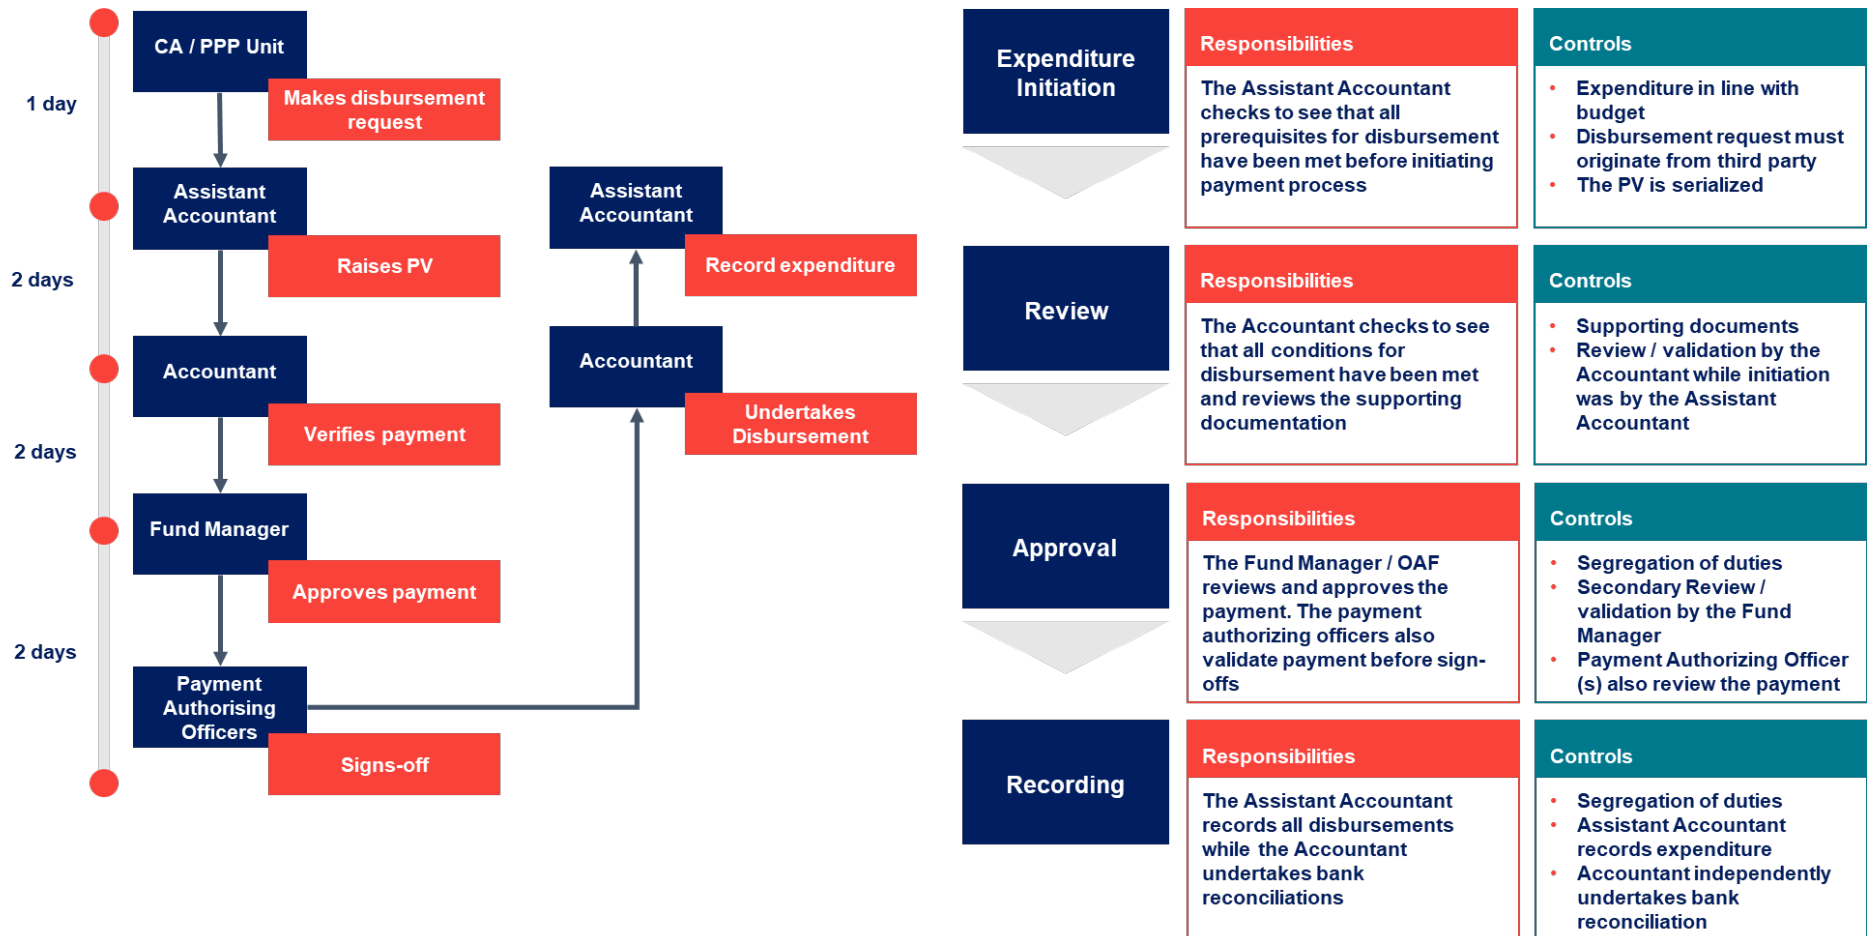 CA / PPP Unit
Makes disbursement
request
1 day
Assistant
Accountant
Raises PV
2 days
Accountant
Verifies payment
2 days
Fund Manager
Approves payment
2 days
Payment
Authorising
Officers
Signs-off
Assistant
Accountant
Record expenditure
Accountant
Undertakes
Disbursement
Expenditure
Initiation
Responsibilities
The Assistant Accountant
checks to see that all
prerequisites for disbursement
have been met before initiating
payment process
Controls
• Expenditure in line with
budget
• Disbursement request must
originate from third party
• The PV is serialized
Review
Responsibilities
The Accountant checks to see
that all conditions for
disbursement have been met
and reviews the supporting
documentation
Controls
• Supporting documents
• Review / validation by the
Accountant while initiation
was by the Assistant
Accountant
Approval
Responsibilities
The Fund Manager / OAF
reviews and approves the
payment. The payment
authorizing officers also
validate payment before sign-
offs
Controls
• Segregation of duties
• Secondary Review /
validation by the Fund
Manager
• Payment Authorizing Officer
(s) also review the payment
Recording
Responsibilities
The Assistant Accountant
records all disbursements
while the Accountant
undertakes bank
reconciliations
Controls
• Segregation of duties
• Assistant Accountant
records expenditure
• Accountant independently
undertakes bank
reconciliation